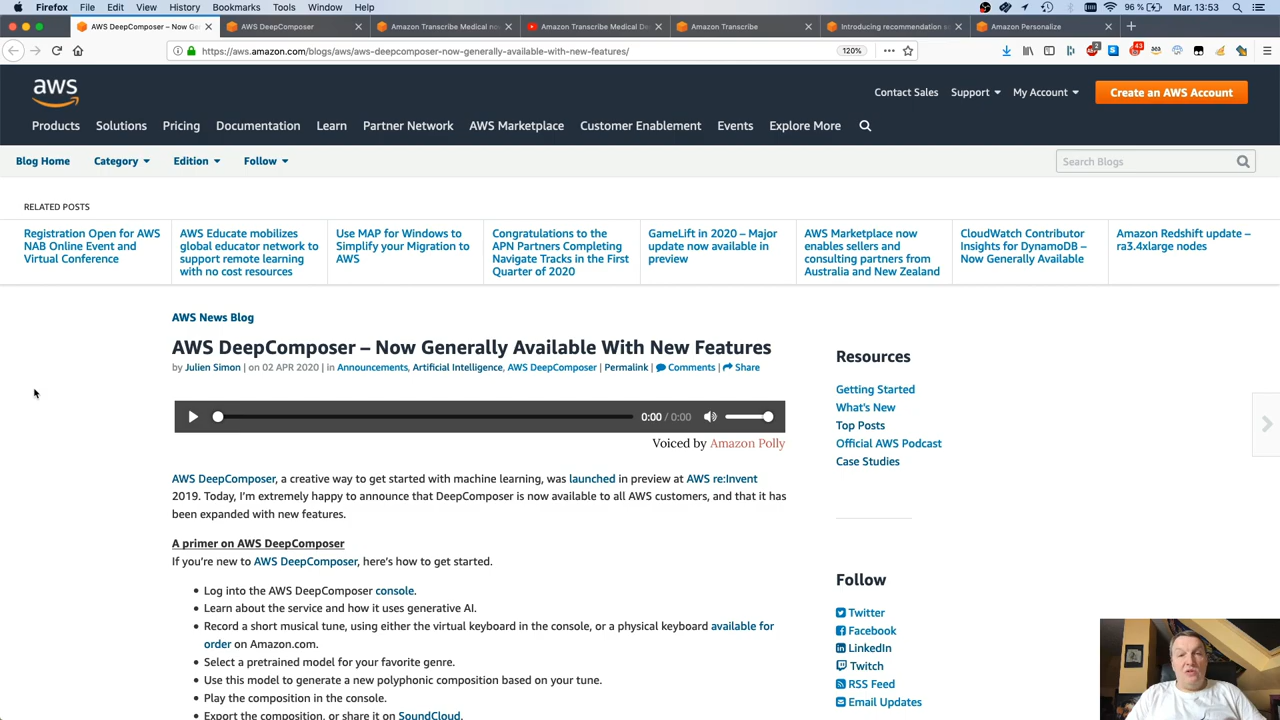 Firefox File Edit View History Bookmarks Tools Window Help 96 % Mar. 13:53
AWS DeepComposer – Now Gen
AWS DeepComposer
Amazon Transcribe Medical now
Amazon Transcribe Medical De
Amazon Transcribe
Introducing recommendation sc
Amazon Personalize
https://aws.amazon.com/blogs/aws/aws-deepcomposer-now-generally-available-with-new-features/ 120%
aws
Contact Sales Support My Account Create an AWS Account
Products Solutions Pricing Documentation Learn Partner Network AWS Marketplace Customer Enablement Events Explore More
Blog Home Category Edition Follow Search Blogs
RELATED POSTS
Registration Open for AWS
NAB Online Event and
Virtual Conference
AWS Educate mobilizes
global educator network to
support remote learning
with no cost resources
Use MAP for Windows to
Simplify your Migration to
AWS
Congratulations to the
APN Partners Completing
Navigate Tracks in the First
Quarter of 2020
GameLift in 2020 – Major
update now available in
preview
AWS Marketplace now
enables sellers and
consulting partners from
Australia and New Zealand
CloudWatch Contributor
Insights for DynamoDB –
Now Generally Available
Amazon Redshift update –
ra3.4xlarge nodes
AWS News Blog
AWS DeepComposer – Now Generally Available With New Features
by Julien Simon | on 02 APR 2020 | in Announcements, Artificial Intelligence, AWS DeepComposer | Permalink | Comments | Share
0:00 / 0:00
Voiced by Amazon Polly
AWS DeepComposer, a creative way to get started with machine learning, was launched in preview at AWS re:Invent
2019. Today, I'm extremely happy to announce that DeepComposer is now available to all AWS customers, and that it has
been expanded with new features.
A primer on AWS DeepComposer
If you're new to AWS DeepComposer, here's how to get started.
• Log into the AWS DeepComposer console.
• Learn about the service and how it uses generative AI.
• Record a short musical tune, using either the virtual keyboard in the console, or a physical keyboard available for
order on Amazon.com.
• Select a pretrained model for your favorite genre.
• Use this model to generate a new polyphonic composition based on your tune.
• Play the composition in the console.
• Export the composition, or share it on SoundCloud.
Resources
Getting Started
What's New
Top Posts
Official AWS Podcast
Case Studies
Follow
Twitter
Facebook
LinkedIn
Twitch
RSS Feed
Email Updates